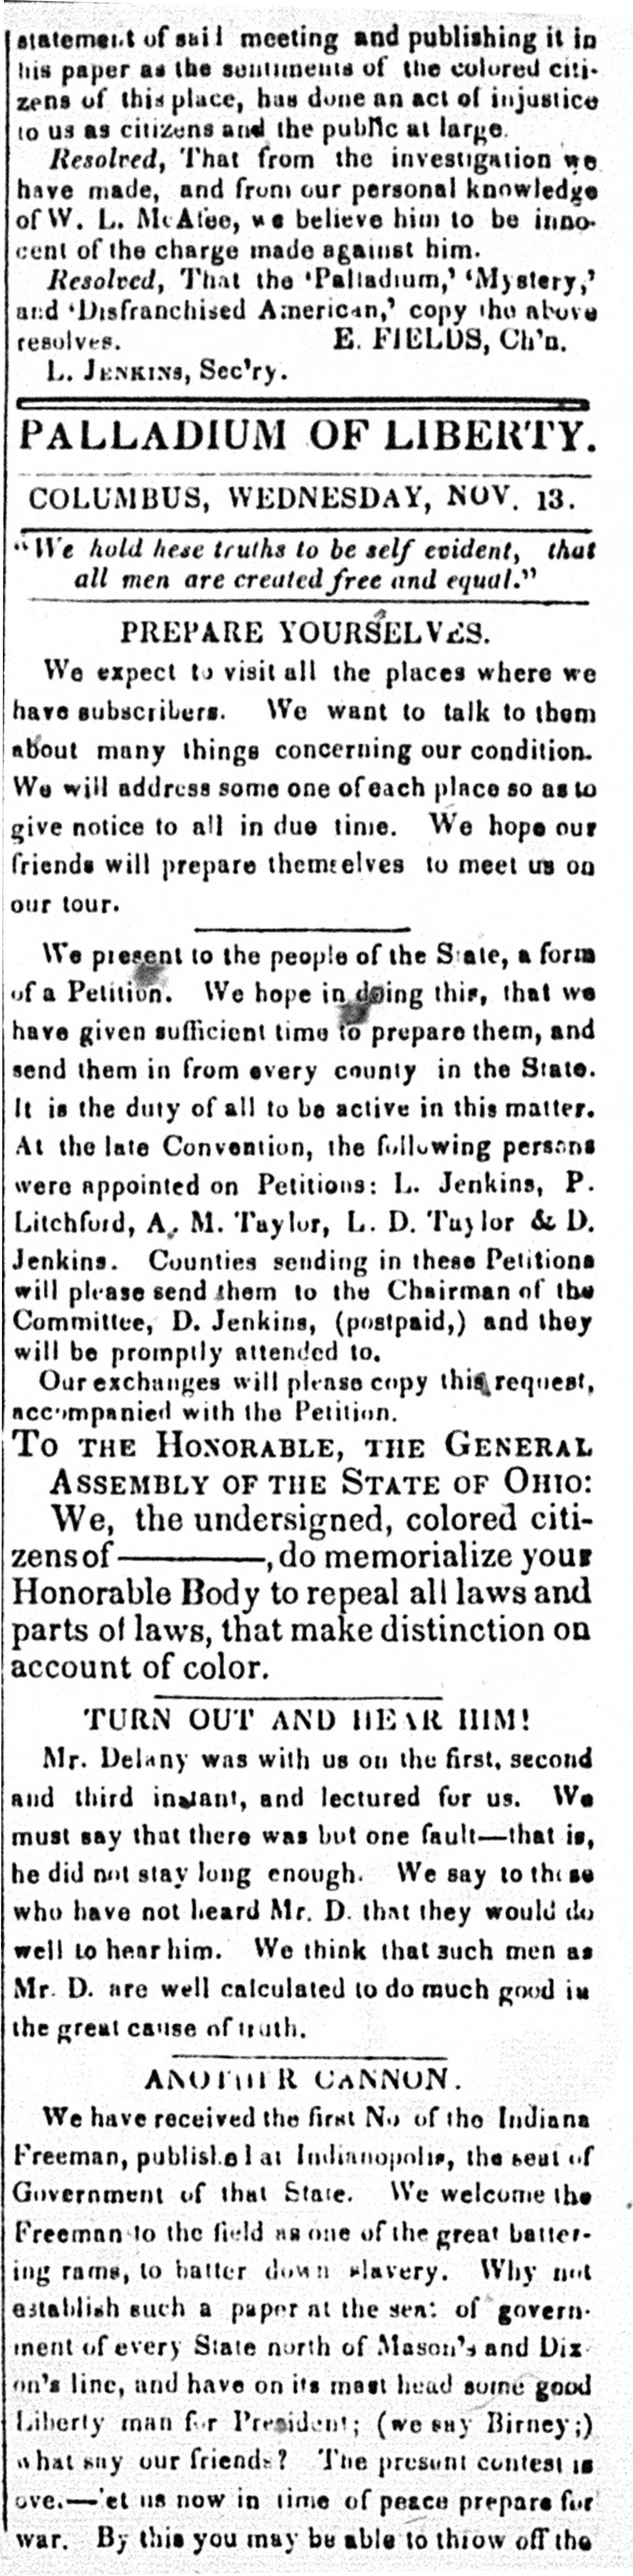 statement of said meeting and publishing it in
his paper as the sentiments of the colored citi-
zens of this place, has done an act of injustice
to us as citizens and the public at large.
Resolved, That from the investigation we
have made, and from our personal knowledge
of W. L. McAfee, we believe him to be inno-
cent of the charge made against him.
Resolved, That the 'Palladium,' 'Mystery,'
and 'Disfranchised American,' copy the above
resolves. E. FIELDS, Ch'n.
L. JENKINS, Sec'ry.
PALLADIUM OF LIBERTY.
COLUMBUS, WEDNESDAY, NOV. 13.
"We hold hese truths to be self evident, that
all men are created free and equal."
PREPARE YOURSELVES.
We expect to visit all the places where we
have subscribers. We want to talk to them
about many things concerning our condition.
We will address some one of each place so as to
give notice to all in due time. We hope our
friends will prepare themselves to meet us on
our tour.
We present to the people of the State, a form
of a Petition. We hope in doing this, that we
have given sufficient time to prepare them, and
send them in from every county in the State.
It is the duty of all to be active in this matter.
At the late Convention, the following persons
were appointed on Petitions: L. Jenkins, P.
Litchford, A. M. Taylor, L. D. Taylor & D.
Jenkins. Counties sending in these Petitions
will please send them to the Chairman of the
Committee, D. Jenkins, (postpaid,) and they
will be promptly attended to.
Our exchanges will please copy this request,
accompanied with the Petition.
TO THE HONORABLE, THE GENERAL
ASSEMBLY OF THE STATE OF OHIO:
We, the undersigned, colored citi-
zens of ————, do memorialize your
Honorable Body to repeal all laws and
parts of laws, that make distinction on
account of color.
TURN OUT AND HEAR HIM!
Mr. Delany was with us on the first, second
and third instant, and lectured for us. We
must say that there was but one fault—that is,
he did not stay long enough. We say to those
who have not heard Mr. D. that they would do
well to hear him. We think that such men as
Mr. D. are well calculated to do much good in
the great cause of truth.
ANOTHER CANNON.
We have received the first No of the Indiana
Freeman, published at Indianopolis, the seat of
Government of that State. We welcome the
Freeman to the field as one of the great batter-
ing rams, to batter down slavery. Why not
establish such a paper at the seat of govern-
ment of every State north of Mason's and Dix-
on's line, and have on its mast head some good
Liberty man for President; (we say Birney;)
what say our friends? The present contest is
ove.—let us now in time of peace prepare for
war. By this you may be able to throw off the